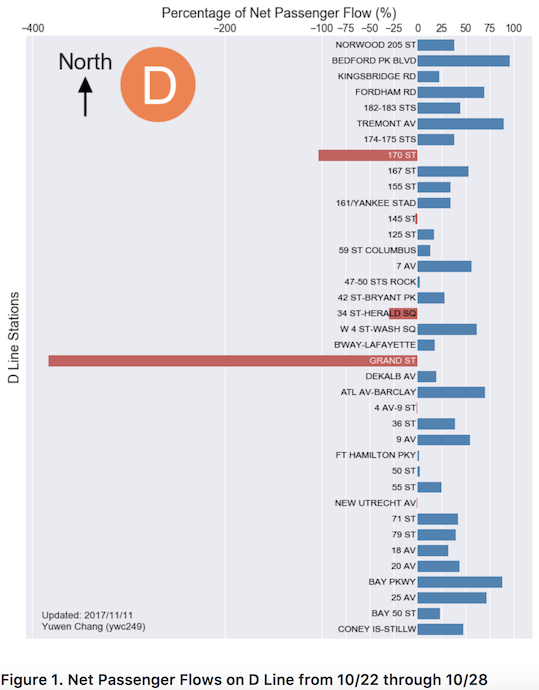 Percentage of Net Passenger Flow (%)
−400 −200 −100 −75 −50 −25 0 25 50 75 100
North
D
D Line Stations
NORWOOD 205 ST
BEDFORD PK BLVD
KINGSBRIDGE RD
FORDHAM RD
182-183 STS
TREMONT AV
174-175 STS
170 ST
167 ST
155 ST
161/YANKEE STAD
145 ST
125 ST
59 ST COLUMBUS
7 AV
47-50 STS ROCK
42 ST-BRYANT PK
34 ST-HERALD SQ
W 4 ST-WASH SQ
B'WAY-LAFAYETTE
GRAND ST
DEKALB AV
ATL AV-BARCLAY
4 AV-9 ST
36 ST
9 AV
FT HAMILTON PKY
50 ST
55 ST
NEW UTRECHT AV
71 ST
79 ST
18 AV
20 AV
BAY PKWY
25 AV
BAY 50 ST
CONEY IS-STILLW
Updated: 2017/11/11
Yuwen Chang (ywc249)
Figure 1. Net Passenger Flows on D Line from 10/22 through 10/28